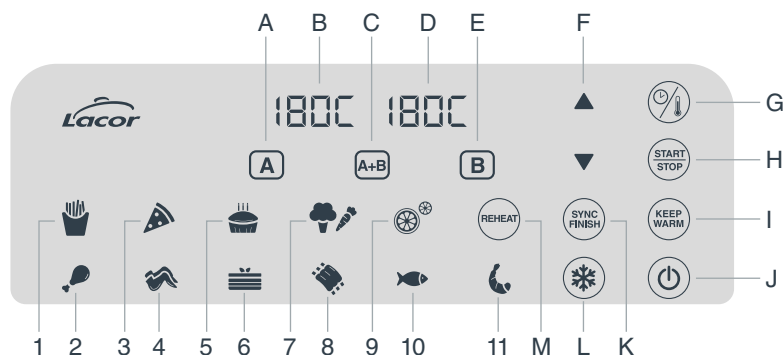 A B C D E F
180C 180C
Lacor
G
A A+B B
START STOP
H
REHEAT SYNC FINISH KEEP WARM
I
J
1 2 3 4 5 6 7 8 9 10 11 M L K